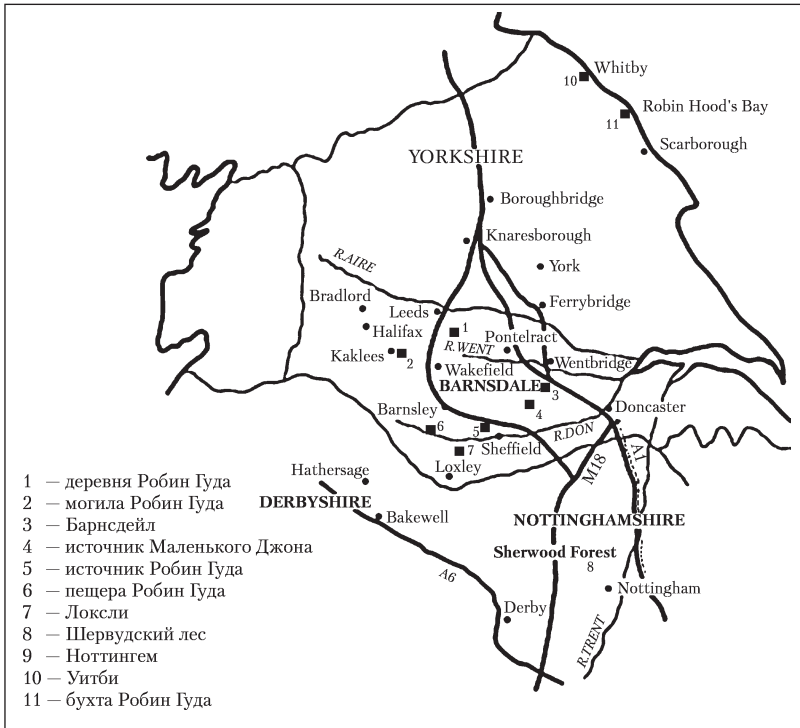 Whitby
10
Robin Hood's Bay
11
Scarborough
YORKSHIRE
Boroughbridge
Knaresborough
York
R.AIRE
Bradlord
Leeds
Ferrybridge
Halifax
1
Pontelract
R.WENT
Kaklees
2
Wentbridge
Wakefield
BARNSDALE
3
4
Barnsley
Doncaster
6
5
R.DON
Sheffield
7
Loxley
M18
A1
Hathersage
DERBYSHIRE
Bakewell
NOTTINGHAMSHIRE
Sherwood Forest
8
A6
Nottingham
Derby
R.TRENT
1 – деревня Робин Гуда
2 – могила Робин Гуда
3 – Барнсдейл
4 – источник Маленького Джона
5 – источник Робин Гуда
6 – пещера Робин Гуда
7 – Локсли
8 – Шервудский лес
9 – Ноттингем
10 – Уитби
11 – бухта Робин Гуда